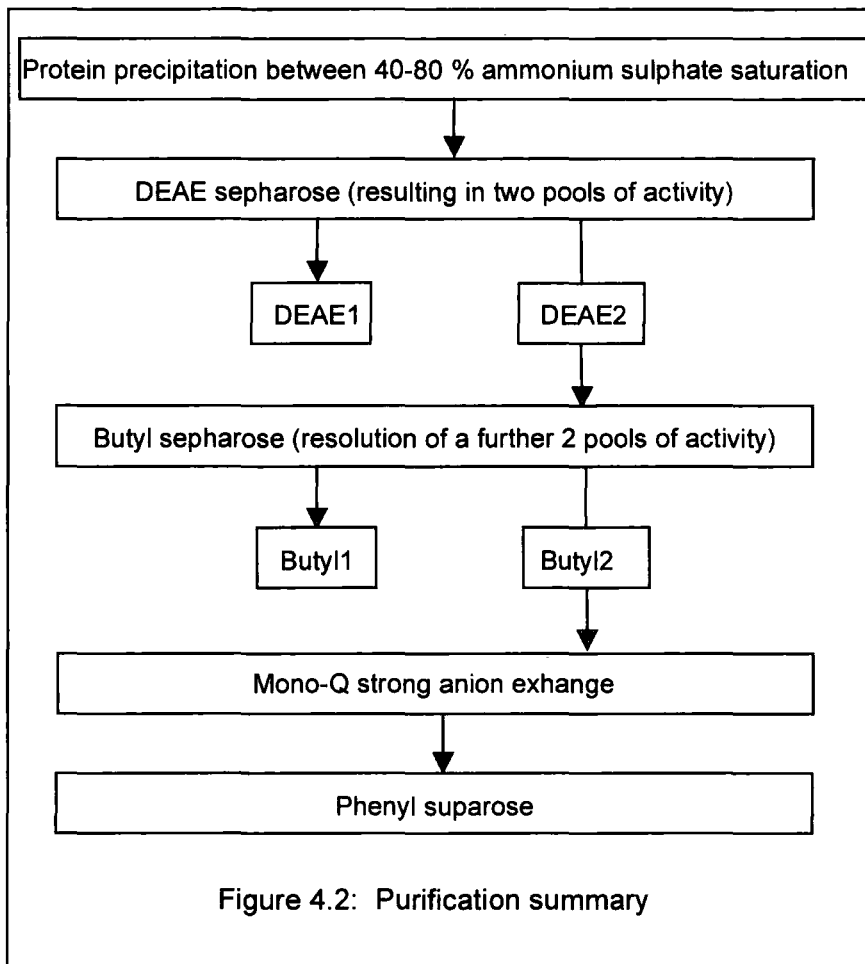 Protein precipitation between 40-80 % ammonium sulphate saturation
DEAE sepharose (resulting in two pools of activity)
DEAE1
DEAE2
Butyl sepharose (resolution of a further 2 pools of activity)
Butyl1
Butyl2
Mono-Q strong anion exhange
Phenyl suparose
Figure 4.2: Purification summary